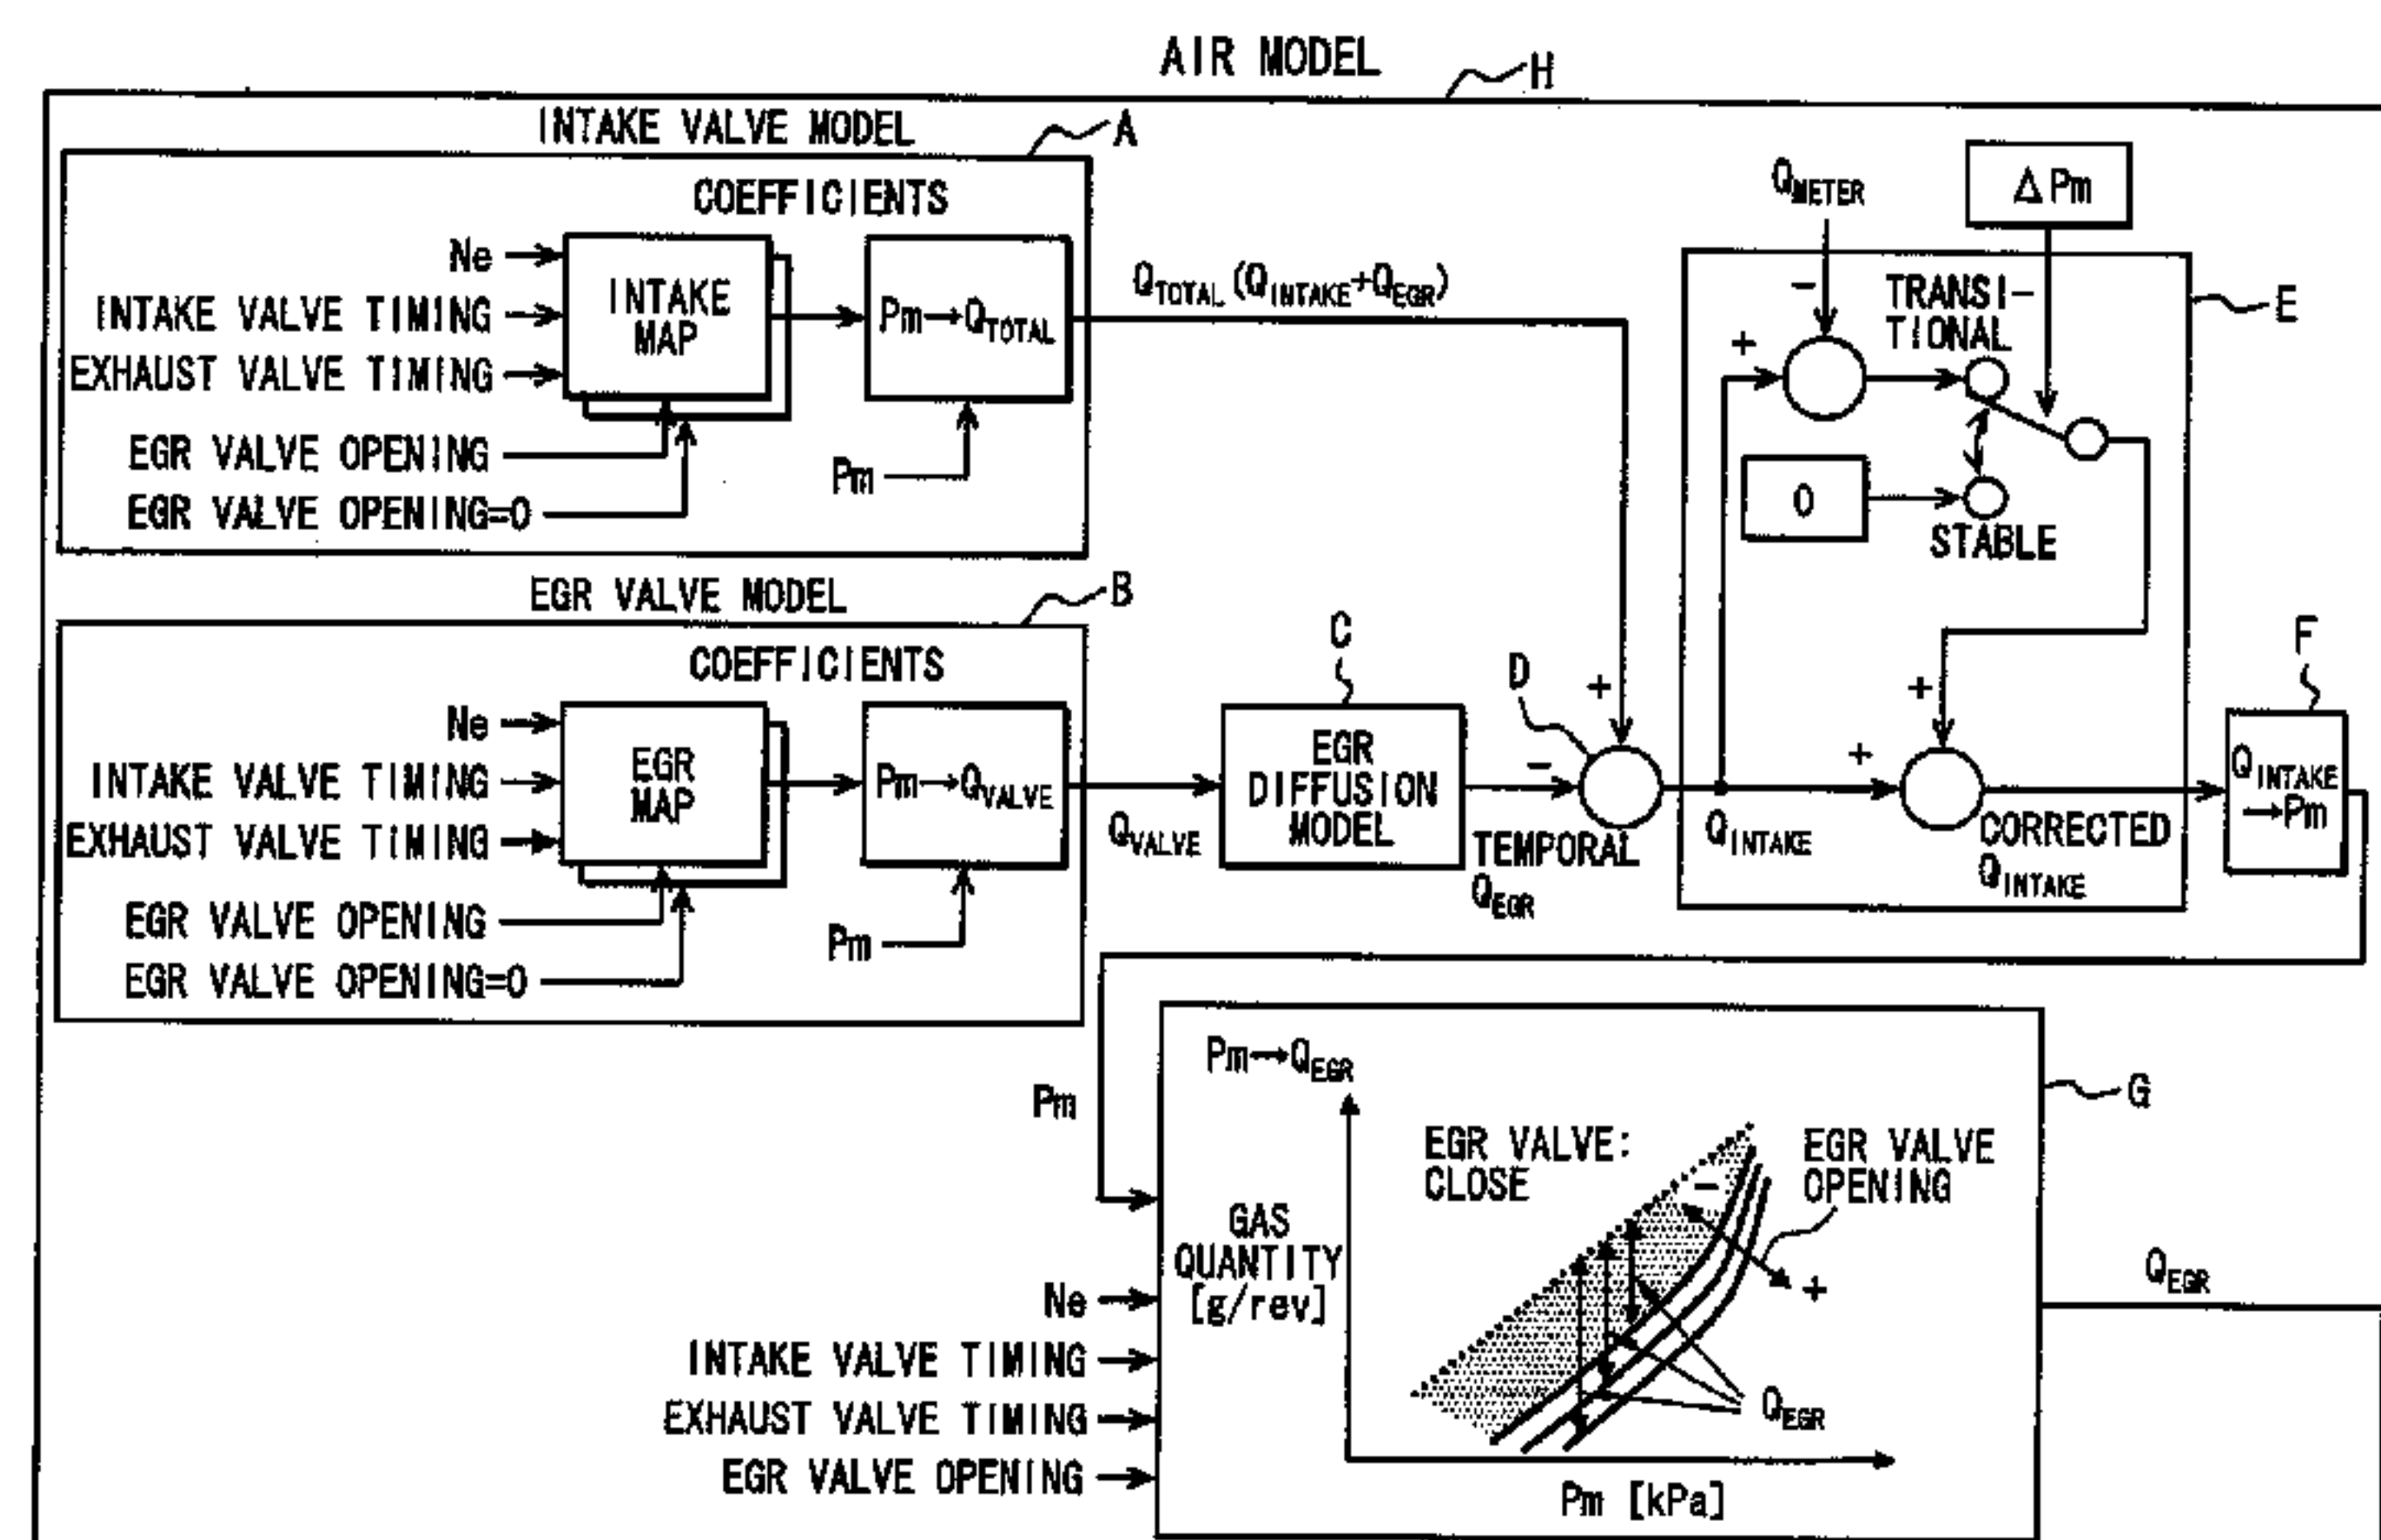 AIR MODEL
H
INTAKE VALVE MODEL
A
COEFFICIENTS
Ne
INTAKE VALVE TIMING
EXHAUST VALVE TIMING
INTAKE
MAP
Pm→QTOTAL
EGR VALVE OPENING
EGR VALVE OPENING=0
Pm
QTOTAL(QINTAKE+QEGR)
QMETER
ΔPm
−
+
TRANSI-
TIONAL
E
0
STABLE
EGR VALVE MODEL
B
COEFFICIENTS
Ne
INTAKE VALVE TIMING
EXHAUST VALVE TIMING
EGR
MAP
Pm→QVALVE
EGR VALVE OPENING
EGR VALVE OPENING=0
Pm
QVALVE
C
EGR
DIFFUSION
MODEL
D
+
−
TEMPORAL
QEGR
QINTAKE
+
+
CORRECTED
QINTAKE
F
QINTAKE
→Pm
Pm
Ne
INTAKE VALVE TIMING
EXHAUST VALVE TIMING
EGR VALVE OPENING
Pm→QEGR
G
GAS
QUANTITY
[g/rev]
EGR VALVE:
CLOSE
−
EGR VALVE
OPENING
+
QEGR
Pm [kPa]
QEGR